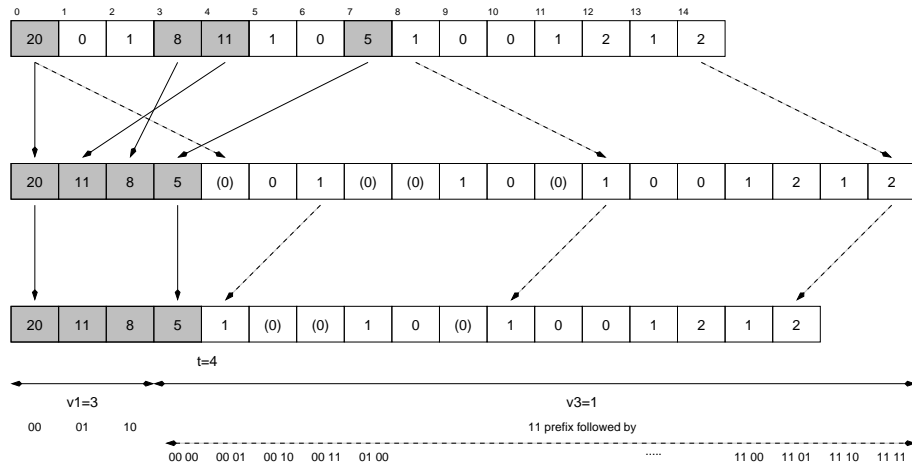 0 1 2 3 4 5 6 7 8 9 10 11 12 13 14
20 0 1 8 11 1 0 5 1 0 0 1 2 1 2
20 11 8 5 (0) 0 1 (0) (0) 1 0 (0) 1 0 0 1 2 1 2
20 11 8 5 1 (0) (0) 1 0 (0) 1 0 0 1 2 1 2
t=4
v1=3 v3=1
00 01 10 11 prefix followed by
00 00 00 01 00 10 00 11 01 00 ..... 11 00 11 01 11 10 11 11